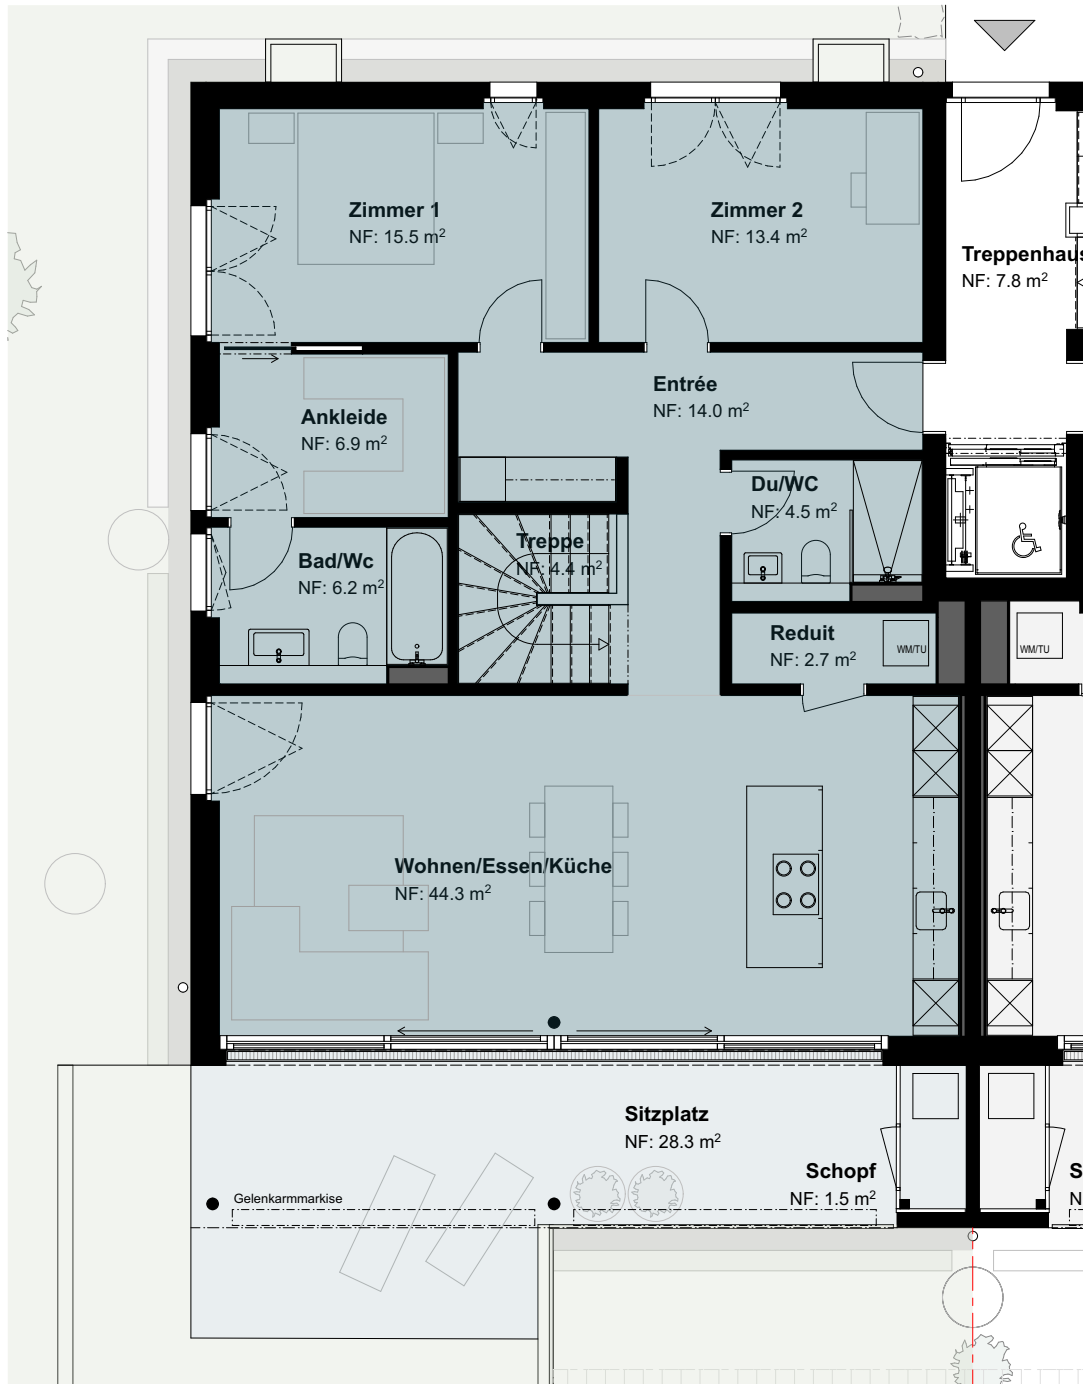 Zimmer 1
NF: 15.5 m²
Zimmer 2
NF: 13.4 m²
Treppenhaus
NF: 7.8 m²
Entrée
NF: 14.0 m²
Ankleide
NF: 6.9 m²
Du/WC
NF: 4.5 m²
Treppe
NF: 4.4 m²
Bad/Wc
NF: 6.2 m²
Reduit
NF: 2.7 m²
WM/TU
WM/TU
Wohnen/Essen/Küche
NF: 44.3 m²
Sitzplatz
NF: 28.3 m²
Schopf
NF: 1.5 m²
S
N
Gelenkarmmarkise